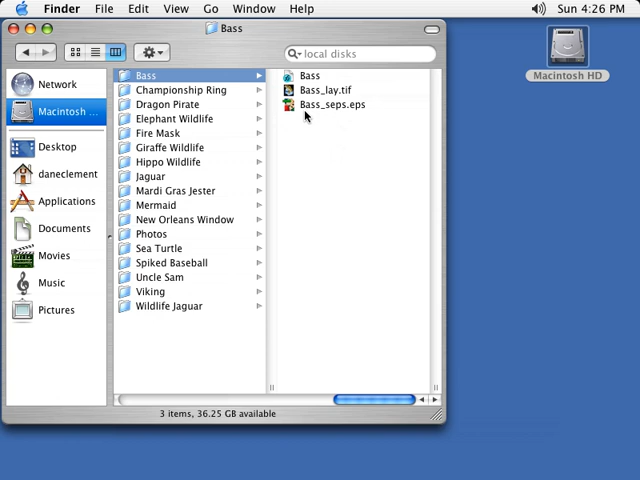 Finder File Edit View Go Window Help Sun 4:26 PM
Bass
local disks
Network
Macintosh ...
Desktop
daneclement
Applications
Documents
Movies
Music
Pictures
Bass
Championship Ring
Dragon Pirate
Elephant Wildlife
Fire Mask
Giraffe Wildlife
Hippo Wildlife
Jaguar
Mardi Gras Jester
Mermaid
New Orleans Window
Photos
Sea Turtle
Spiked Baseball
Uncle Sam
Viking
Wildlife Jaguar
Bass
Bass_lay.tif
Bass_seps.eps
3 items, 36.25 GB available
Macintosh HD